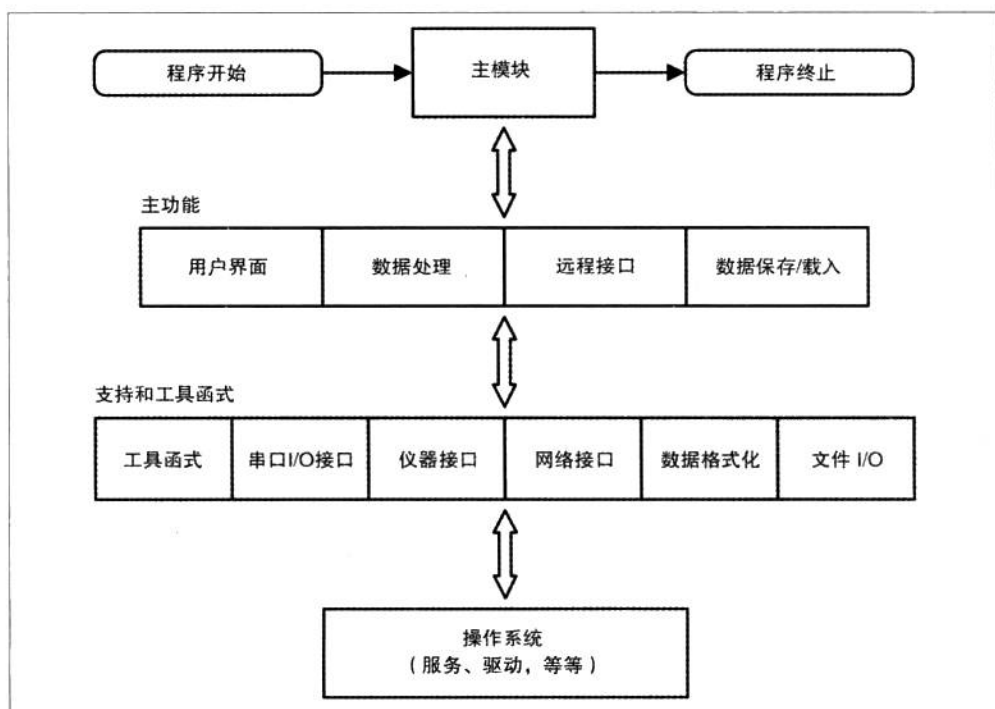 程序开始
主模块
程序终止
主功能
用户界面
数据处理
远程接口
数据保存/载入
支持和工具函式
工具函式
串口I/O接口
仪器接口
网络接口
数据格式化
文件 I/O
操作系统
（服务、驱动，等等）